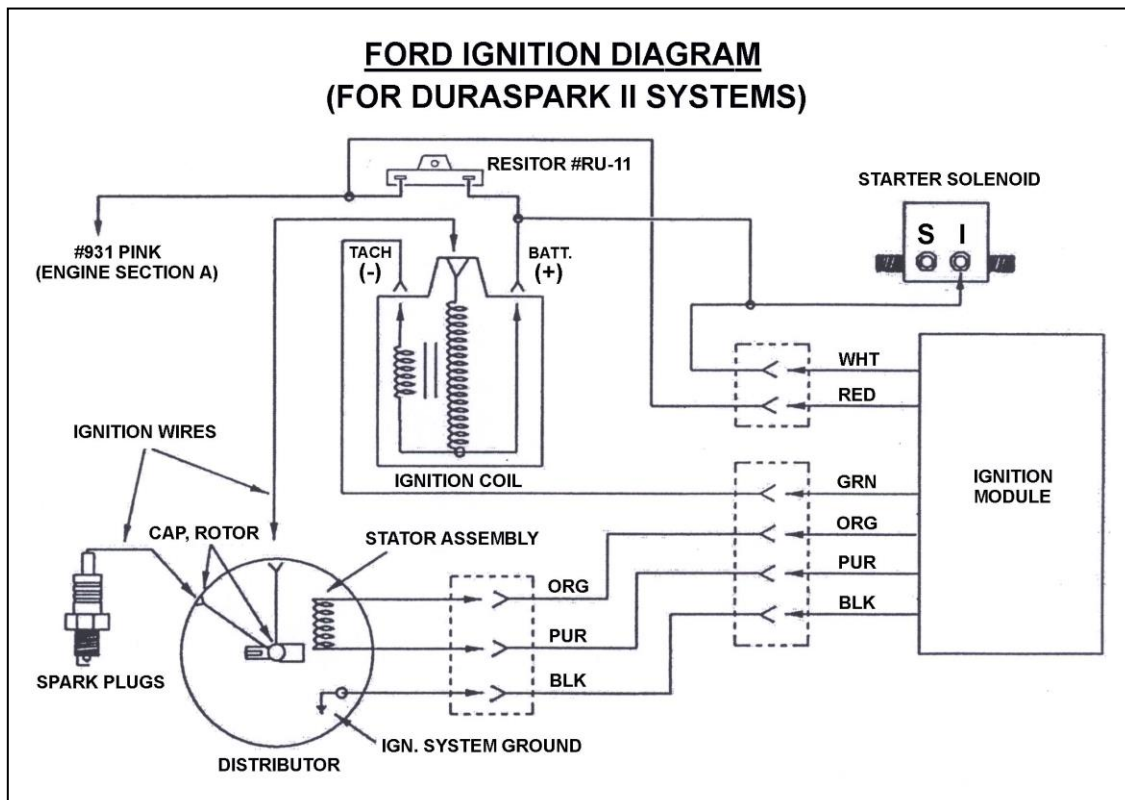 FORD IGNITION DIAGRAM
(FOR DURASPARK II SYSTEMS)
RESITOR #RU-11
STARTER SOLENOID
S I
#931 PINK
(ENGINE SECTION A)
TACH
(-)
BATT.
(+)
WHT
RED
IGNITION WIRES
IGNITION COIL
GRN
IGNITION
MODULE
ORG
CAP, ROTOR
STATOR ASSEMBLY
PUR
ORG
BLK
PUR
SPARK PLUGS
BLK
IGN. SYSTEM GROUND
DISTRIBUTOR